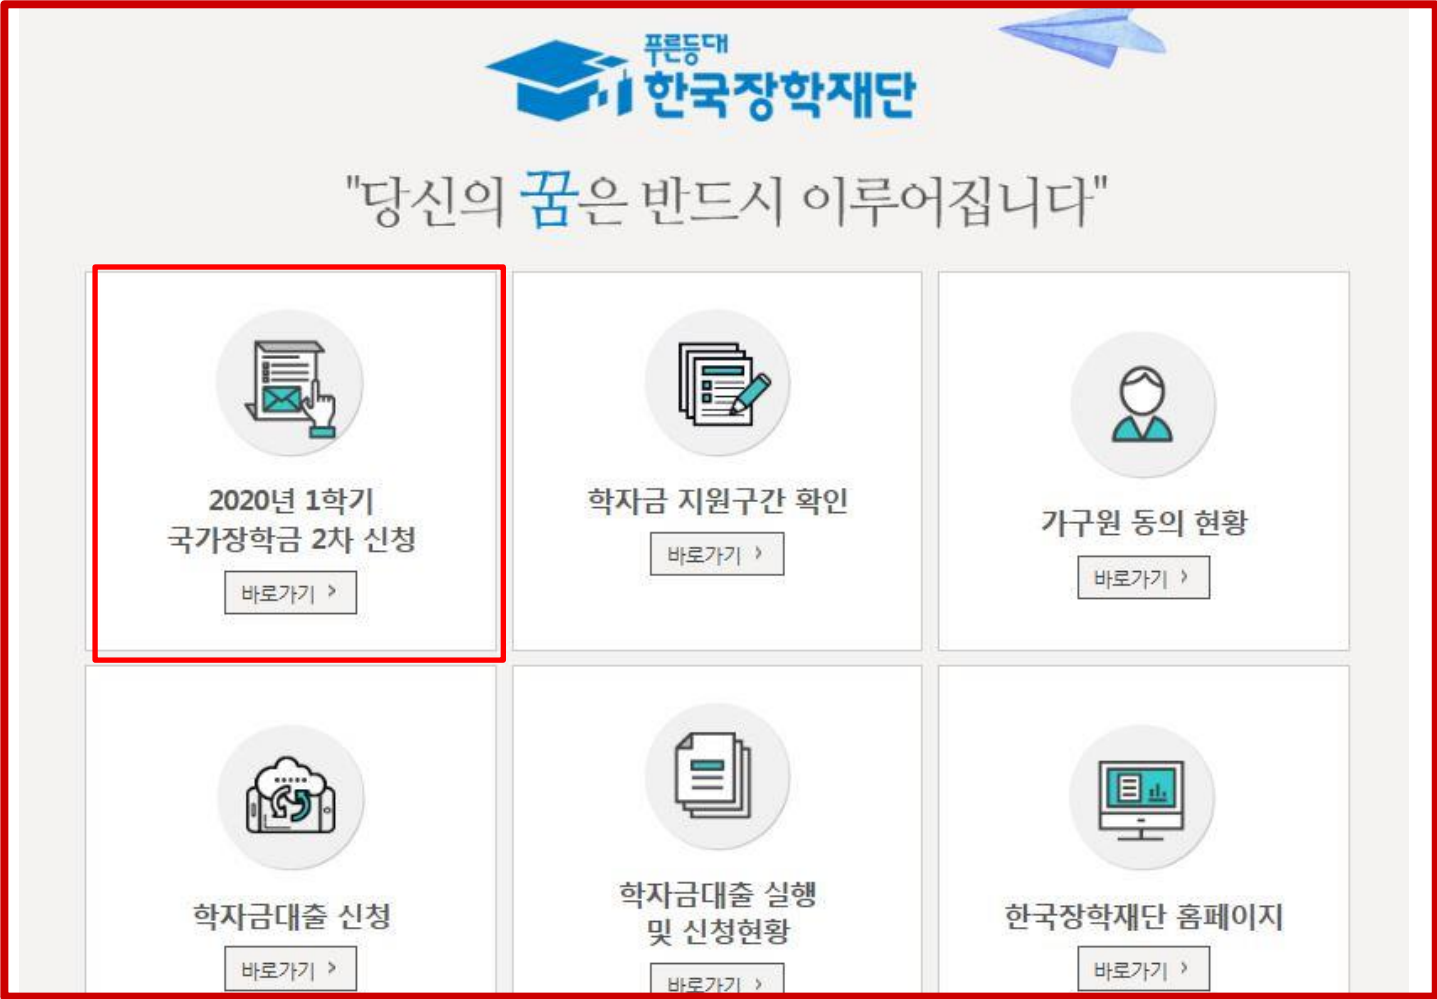 푸른등대
한국장학재단
"당신의 꿈은 반드시 이루어집니다"
2020년 1학기
국가장학금 2차 신청
바로가기 >
학자금 지원구간 확인
바로가기 >
가구원 동의 현황
바로가기 >
학자금대출 신청
바로가기 >
학자금대출 실행
및 신청현황
바로가기 >
한국장학재단 홈페이지
바로가기 >